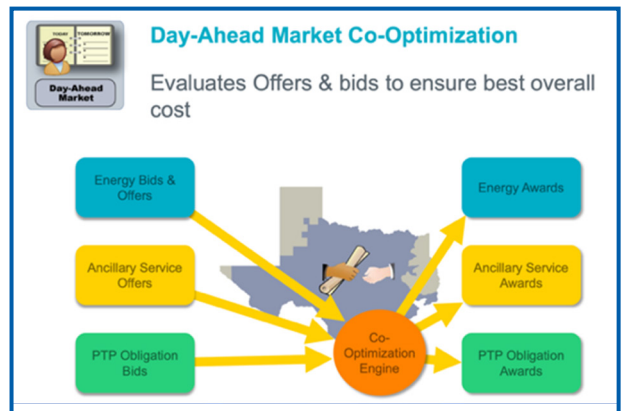 TODAY
TOMORROW
Day-Ahead
Market
Day-Ahead Market Co-Optimization
Evaluates Offers & bids to ensure best overall
cost
Energy Bids &
Offers
Energy Awards
Ancillary Service
Offers
Ancillary Service
Awards
Co-
Optimization
Engine
PTP Obligation
Bids
PTP Obligation
Awards